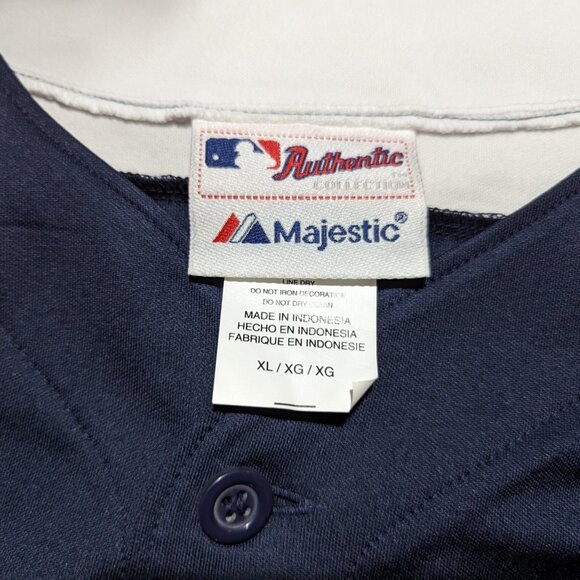 Authentic
TM
COLLECTION
Majestic®
LINE DRY
DO NOT IRON DECORATION
DO NOT DRY CLEAN
MADE IN INDONESIA
HECHO EN INDONESIA
FABRIQUE EN INDONESIE
XL / XG / XG